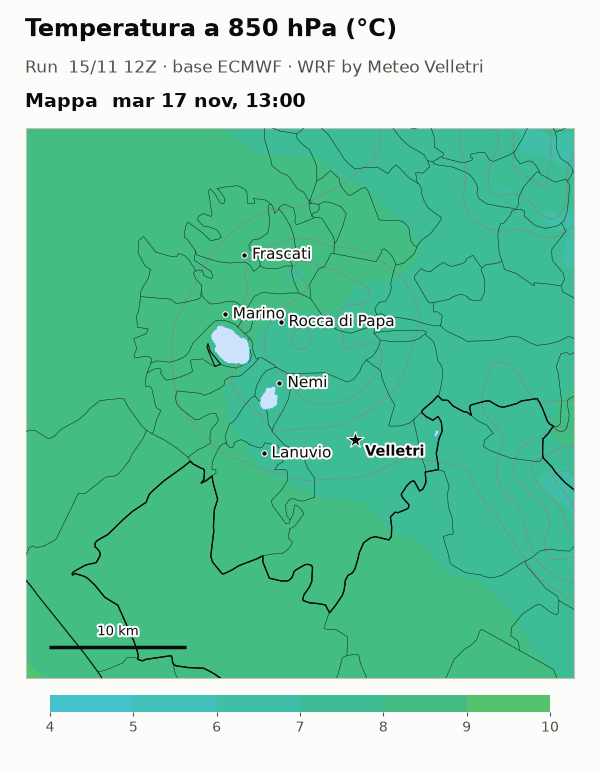 Temperatura a 850 hPa (°C)
Run  15/11 12Z · base ECMWF · WRF by Meteo Velletri
Mappa  mar 17 nov, 13:00
Frascati
Marino
Rocca di Papa
Nemi
Velletri
Lanuvio
10 km
4 5 6 7 8 9 10